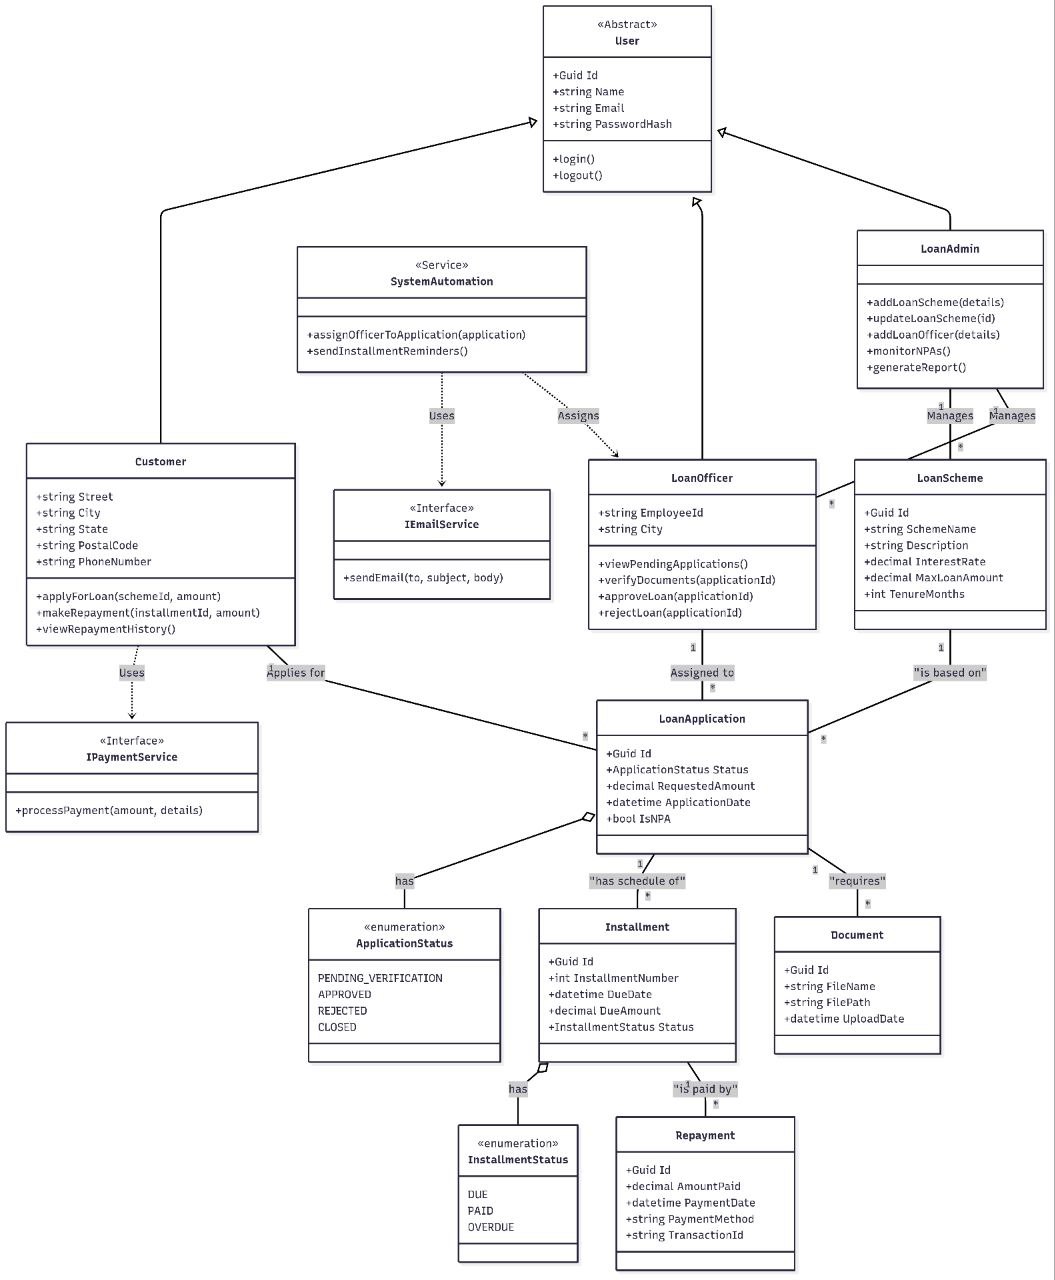 «Abstract»
User
+Guid Id
+string Name
+string Email
+string PasswordHash
+login()
+logout()
LoanAdmin
+addLoanScheme(details)
+updateLoanScheme(id)
+addLoanOfficer(details)
+monitorNPAs()
+generateReport()
«Service»
SystemAutomation
+assignOfficerToApplication(application)
+sendInstallmentReminders()
Uses
Assigns
1
Manages
*
1
Manages
*
Customer
+string Street
+string City
+string State
+string PostalCode
+string PhoneNumber
+applyForLoan(schemeId, amount)
+makeRepayment(installmentId, amount)
+viewRepaymentHistory()
«Interface»
IEmailService
+sendEmail(to, subject, body)
LoanOfficer
+string EmployeeId
+string City
+viewPendingApplications()
+verifyDocuments(applicationId)
+approveLoan(applicationId)
+rejectLoan(applicationId)
LoanScheme
+Guid Id
+string SchemeName
+string Description
+decimal InterestRate
+decimal MaxLoanAmount
+int TenureMonths
Uses
1
Applies for
*
1
Assigned to
*
1
"is based on"
*
«Interface»
IPaymentService
+processPayment(amount, details)
LoanApplication
+Guid Id
+ApplicationStatus Status
+decimal RequestedAmount
+datetime ApplicationDate
+bool IsNPA
has
1
"has schedule of"
*
1
"requires"
*
«enumeration»
ApplicationStatus
PENDING_VERIFICATION
APPROVED
REJECTED
CLOSED
Installment
+Guid Id
+int InstallmentNumber
+datetime DueDate
+decimal DueAmount
+InstallmentStatus Status
Document
+Guid Id
+string FileName
+string FilePath
+datetime UploadDate
has
1
"is paid by"
*
«enumeration»
InstallmentStatus
DUE
PAID
OVERDUE
Repayment
+Guid Id
+decimal AmountPaid
+datetime PaymentDate
+string PaymentMethod
+string TransactionId